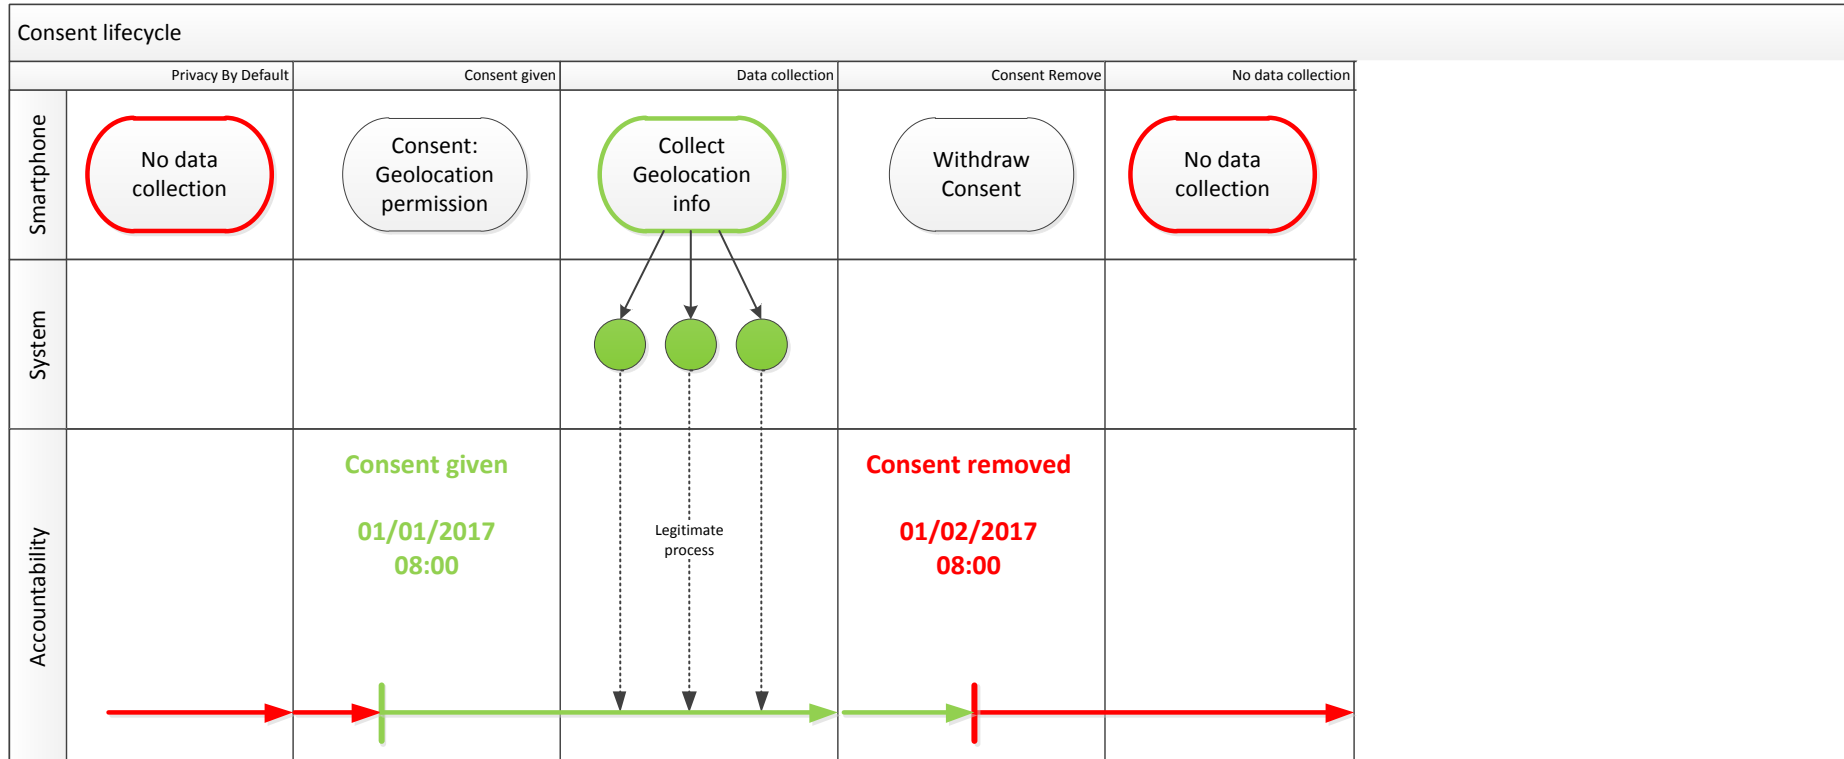 Consent lifecycle
Privacy By Default
Consent given
Data collection
Consent Remove
No data collection
Smartphone
No data
collection
Consent:
Geolocation
permission
Collect
Geolocation
info
Withdraw
Consent
No data
collection
System
Accountability
Consent given
01/01/2017
08:00
Legitimate
process
Consent removed
01/02/2017
08:00